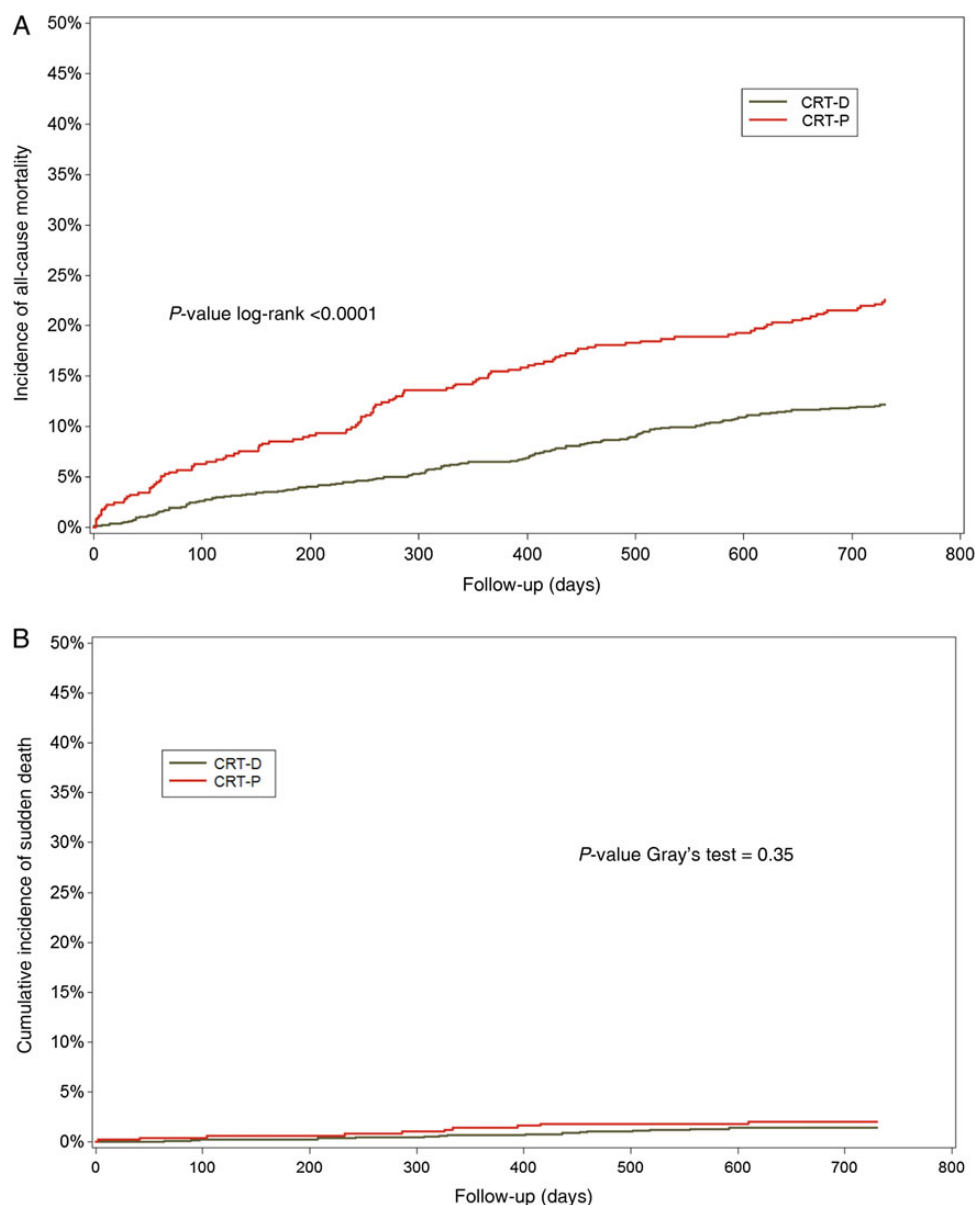 A
50%
45%
40%
35%
30%
25%
20%
15%
10%
5%
0%
Incidence of all-cause mortality
CRT-D
CRT-P
P-value log-rank <0.0001
0 100 200 300 400 500 600 700 800
Follow-up (days)
B
50%
45%
40%
35%
30%
25%
20%
15%
10%
5%
0%
Cumulative incidence of sudden death
CRT-D
CRT-P
P-value Gray's test = 0.35
0 100 200 300 400 500 600 700 800
Follow-up (days)